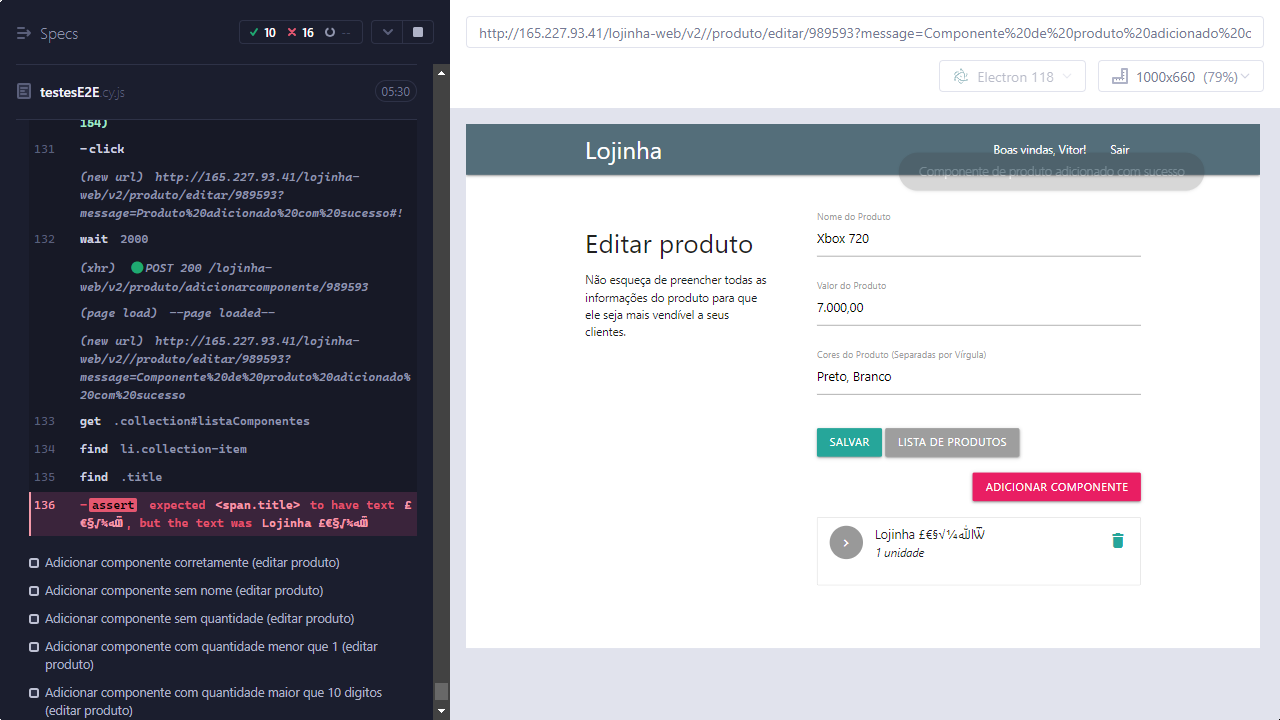 Specs
10
16
--
testesE2E.cy.js
05:30
154)
131 -click
(new url) http://165.227.93.41/lojinha-
web/v2/produto/editar/989593?
message=Produto%20adicionado%20com%20sucesso#!
132 wait 2000
(xhr) POST 200 /lojinha-
web/v2/produto/adicionarcomponente/989593
(page load) --page loaded--
(new url) http://165.227.93.41/lojinha-
web/v2//produto/editar/989593?
message=Componente%20de%20produto%20adicionado%
20com%20sucesso
133 get .collection#listaComponentes
134 find li.collection-item
135 find .title
136 -assert expected <span.title> to have text £
€§√¼ﷲѾ, but the text was Lojinha £€§√¼ﷲѾ
Adicionar componente corretamente (editar produto)
Adicionar componente sem nome (editar produto)
Adicionar componente sem quantidade (editar produto)
Adicionar componente com quantidade menor que 1 (editar
produto)
Adicionar componente com quantidade maior que 10 digitos
(editar produto)
http://165.227.93.41/lojinha-web/v2//produto/editar/989593?message=Componente%20de%20produto%20adicionado%20c
Electron 118
1000x660 (79%)
Lojinha
Boas vindas, Vitor!
Sair
Componente de produto adicionado com sucesso
Editar produto
Não esqueça de preencher todas as
informações do produto para que
ele seja mais vendível a seus
clientes.
Nome do Produto
Xbox 720
Valor do Produto
7.000,00
Cores do Produto (Separadas por Vírgula)
Preto, Branco
SALVAR
LISTA DE PRODUTOS
ADICIONAR COMPONENTE
Lojinha £€§√¼ﷲѾ
1 unidade